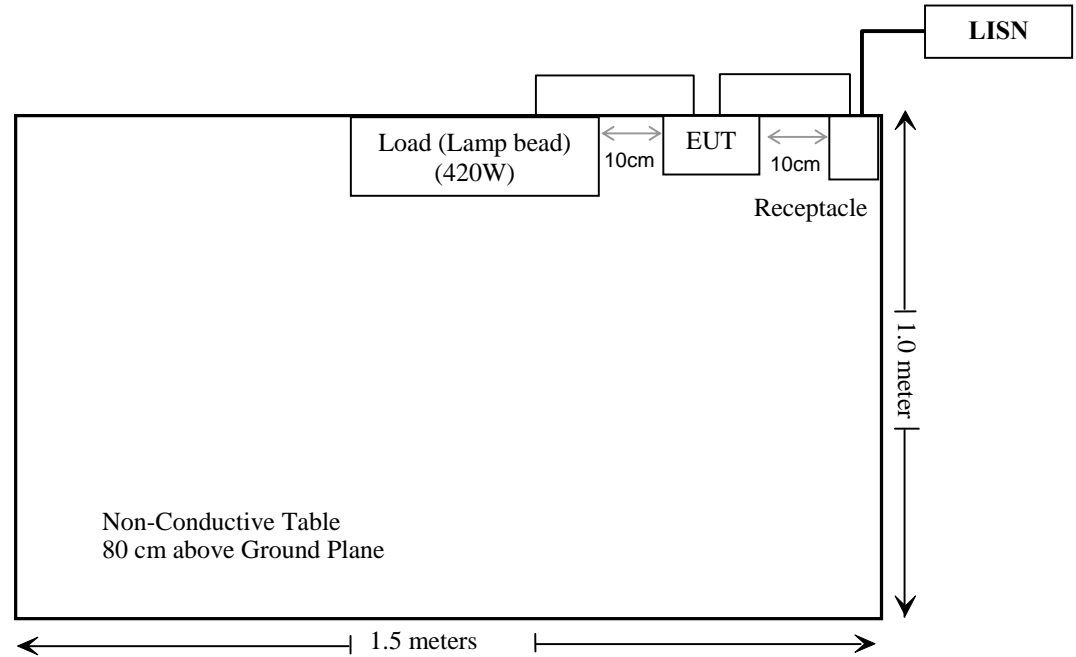 LISN
Load (Lamp bead)
(420W)
10cm
EUT
10cm
Receptacle
1.0 meter
Non-Conductive Table
80 cm above Ground Plane
1.5 meters